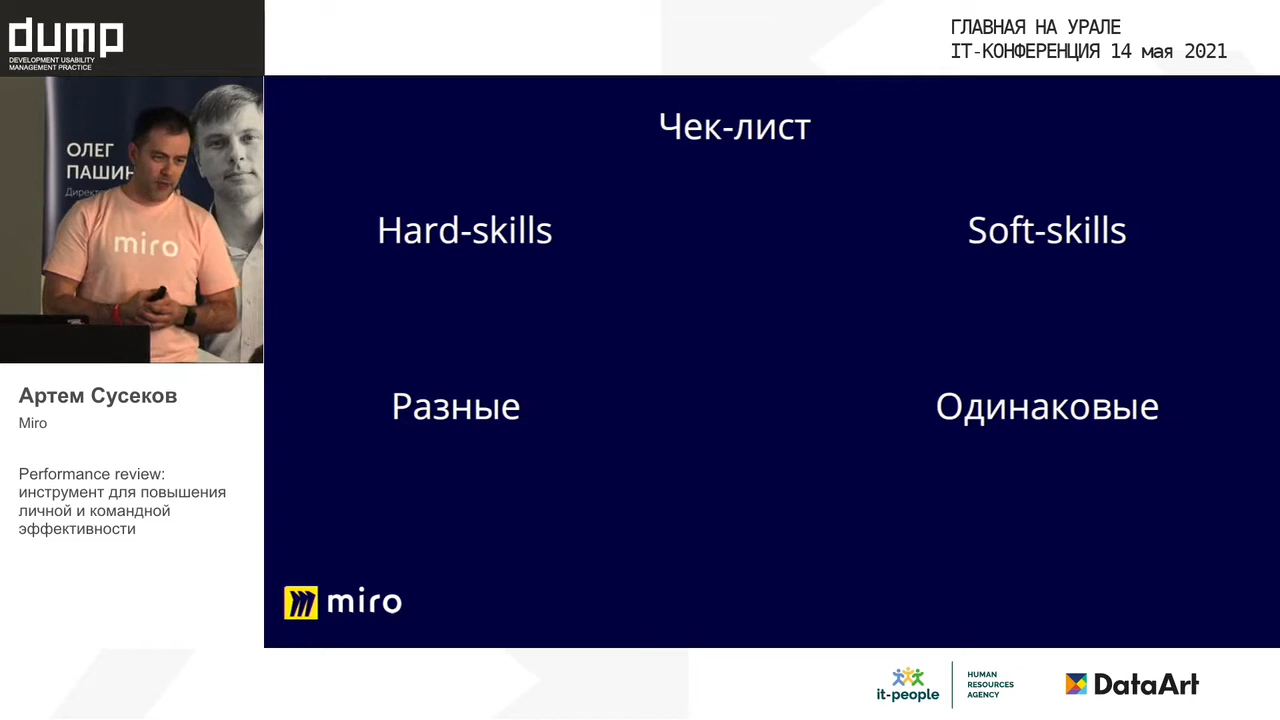 dump
DEVELOPMENT USABILITY
MANAGEMENT PRACTICE
ГЛАВНАЯ НА УРАЛЕ
IT-КОНФЕРЕНЦИЯ 14 мая 2021
ОЛЕГ
ПАШИН
Директ
miro
Чек-лист
Hard-skills
Soft-skills
Разные
Одинаковые
miro
Артем Сусеков
Miro
Performance review:
инструмент для повышения
личной и командной
эффективности
it-people
HUMAN
RESOURCES
AGENCY
DataArt